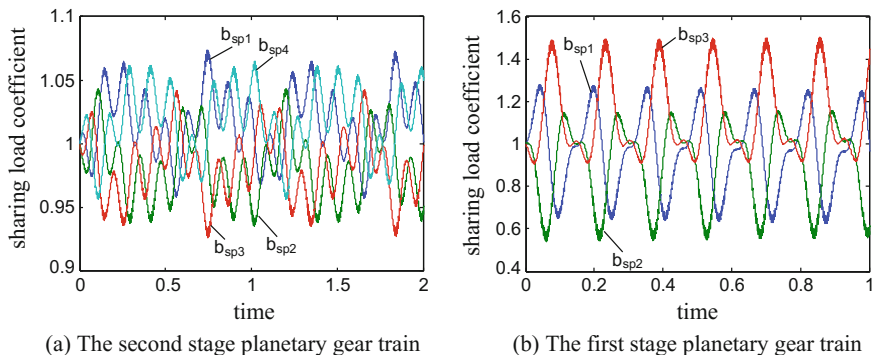 1.1
1.05
1
0.95
0.9
sharing load coefficient
b_sp1
b_sp4
b_sp3
b_sp2
0 0.5 1 1.5 2
time
(a) The second stage planetary gear train
1.6
1.4
1.2
1
0.8
0.6
0.4
sharing load coefficient
b_sp3
b_sp1
b_sp2
0 0.2 0.4 0.6 0.8 1
time
(b) The first stage planetary gear train